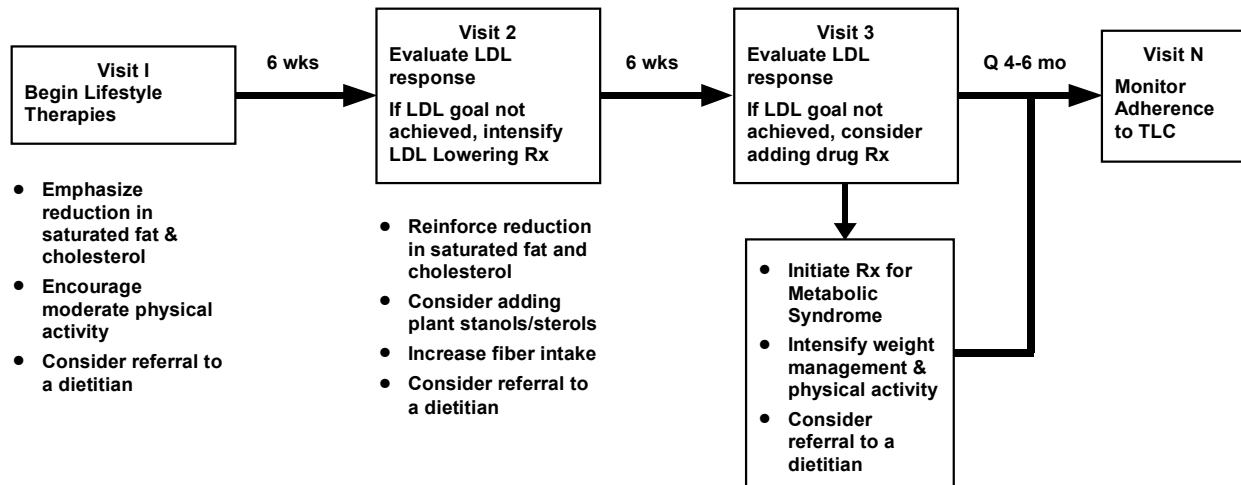 Visit I
Begin Lifestyle
Therapies
6 wks
Visit 2
Evaluate LDL
response
If LDL goal not
achieved, intensify
LDL Lowering Rx
6 wks
Visit 3
Evaluate LDL
response
If LDL goal not
achieved, consider
adding drug Rx
Q 4-6 mo
Visit N
Monitor
Adherence
to TLC
● Emphasize
reduction in
saturated fat &
cholesterol
● Encourage
moderate physical
activity
● Consider referral to
a dietitian
● Reinforce reduction
in saturated fat and
cholesterol
● Consider adding
plant stanols/sterols
● Increase fiber intake
● Consider referral to
a dietitian
● Initiate Rx for
Metabolic
Syndrome
● Intensify weight
management &
physical activity
● Consider
referral to a
dietitian